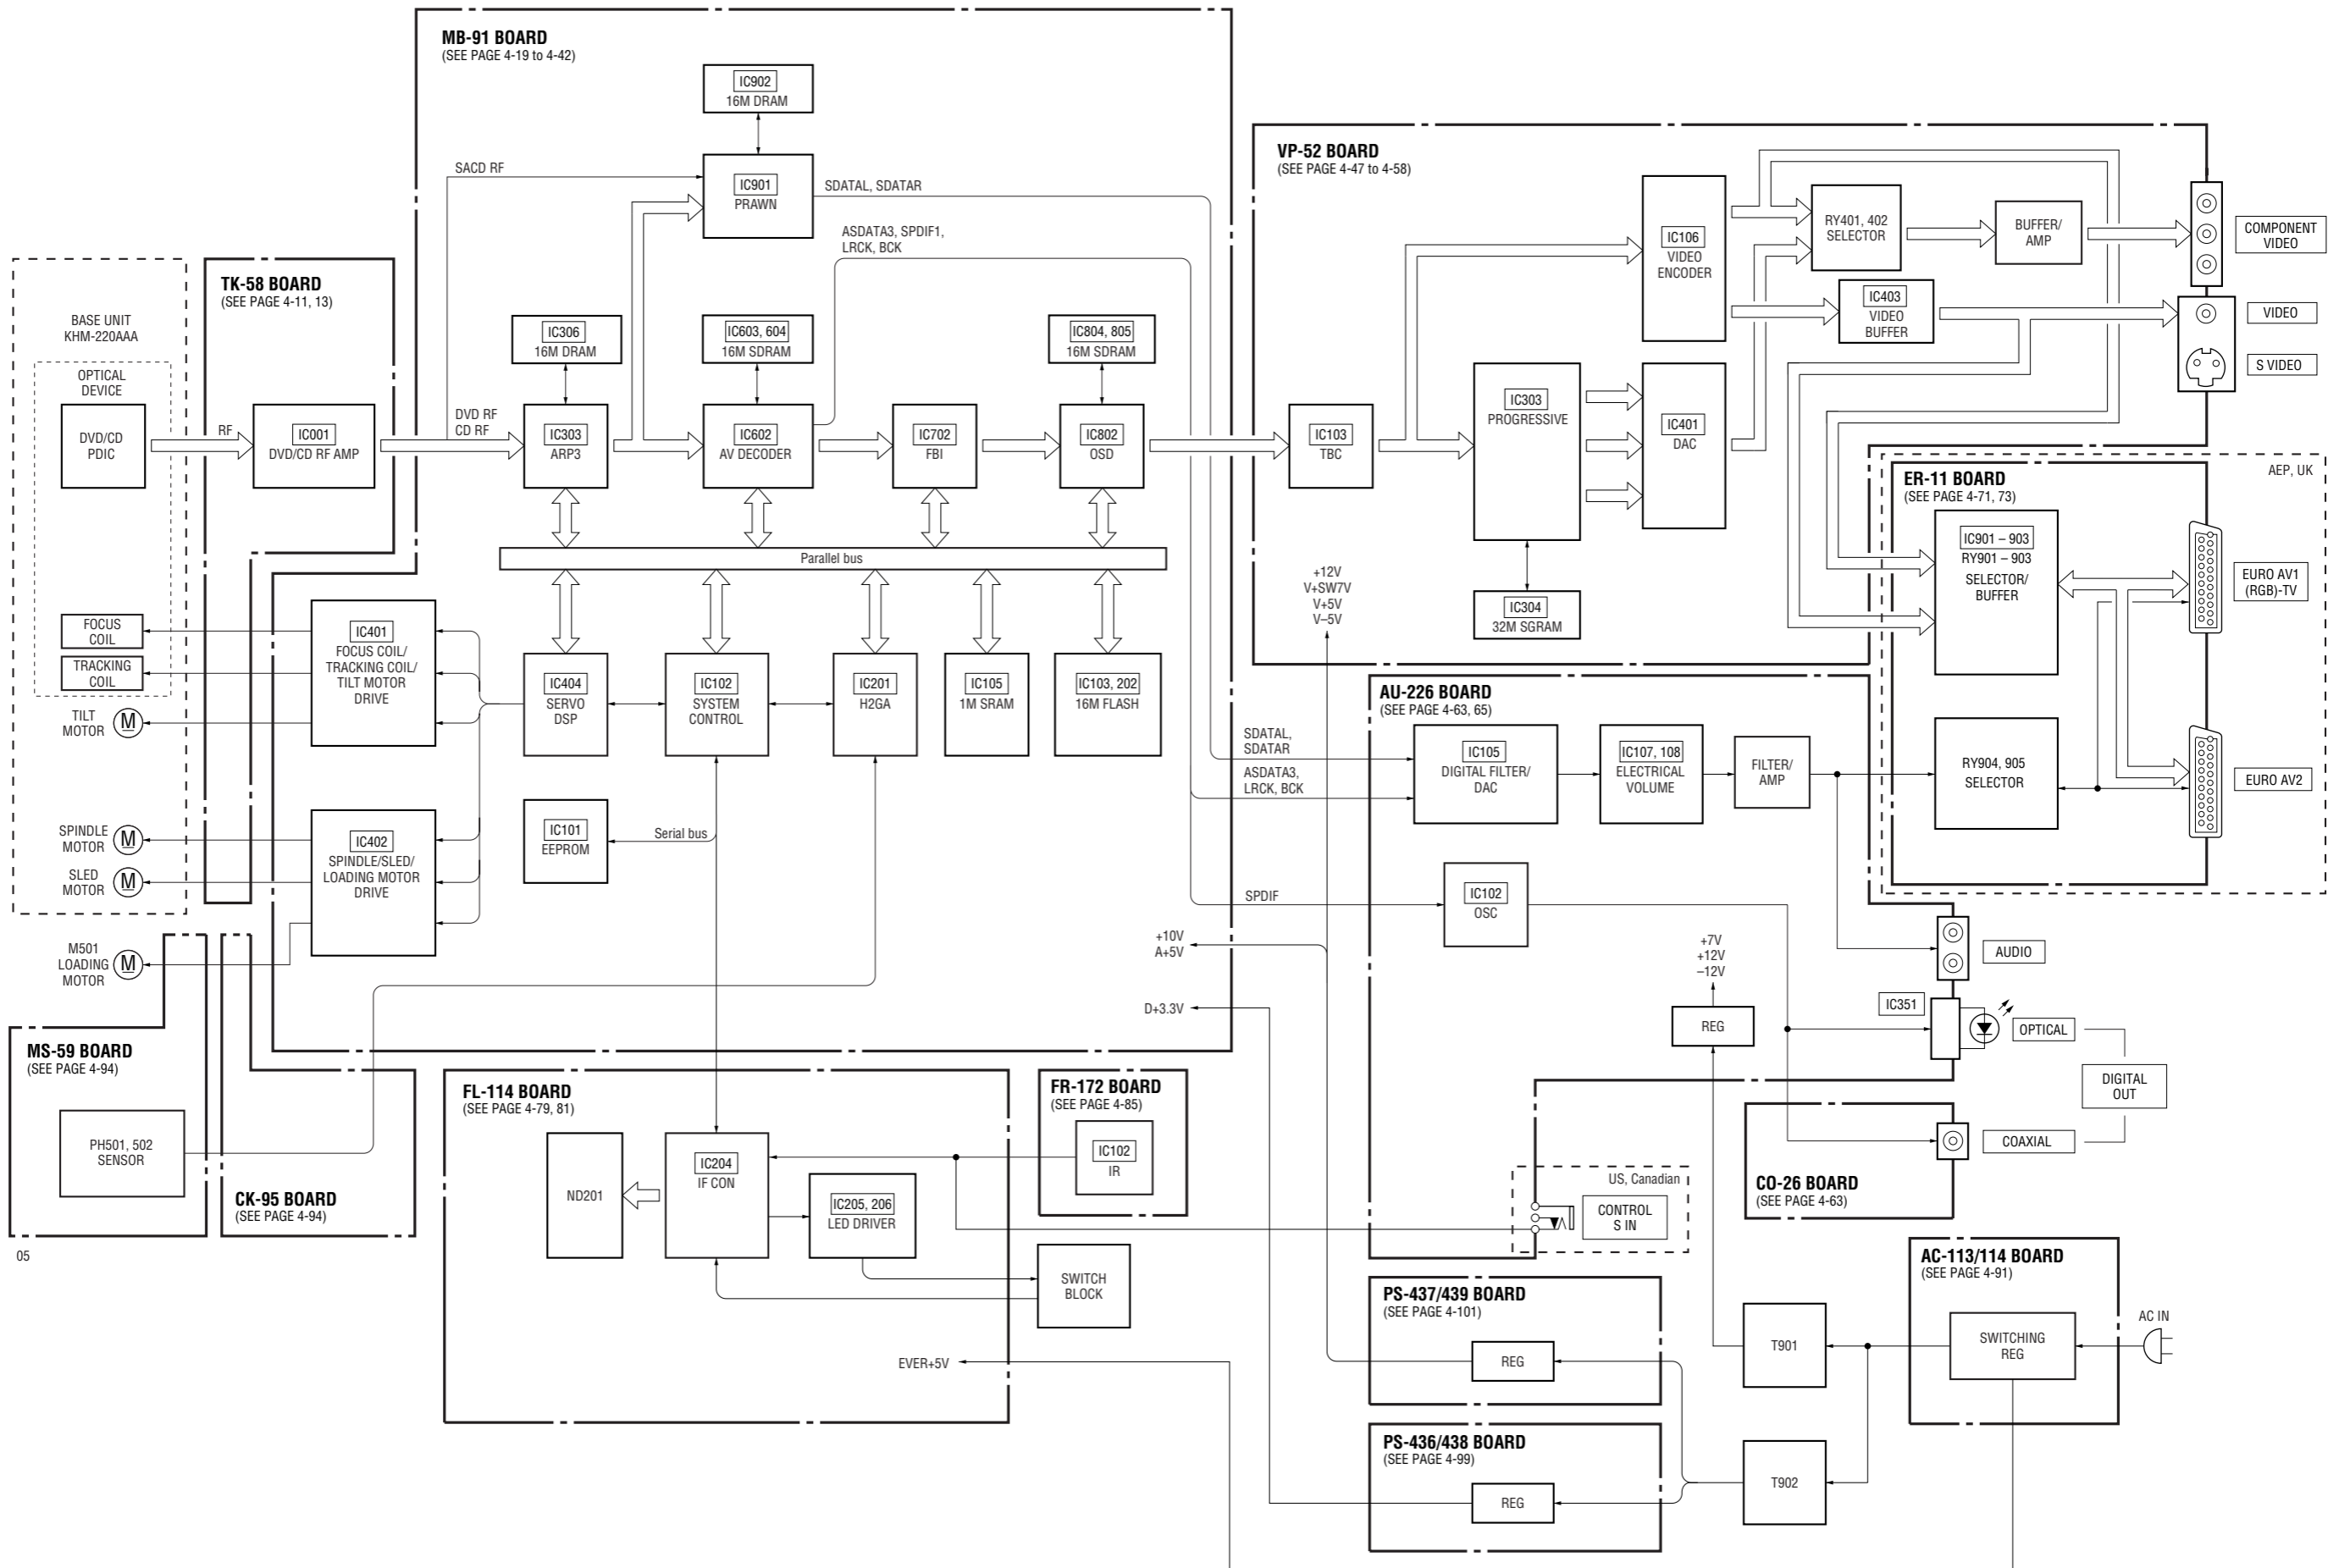 MB-91 BOARD
(SEE PAGE 4-19 to 4-42)
IC902
16M DRAM
SACD RF
IC901
PRAWN
SDATAL, SDATAR
ASDATA3, SPDIF1,
LRCK, BCK
BASE UNIT
KHM-220AAA
OPTICAL
DEVICE
DVD/CD
PDIC
RF
TK-58 BOARD
(SEE PAGE 4-11, 13)
IC001
DVD/CD RF AMP
DVD RF
CD RF
IC306
16M DRAM
IC603, 604
16M SDRAM
IC804, 805
16M SDRAM
IC303
ARP3
IC602
AV DECODER
IC702
FBI
IC802
OSD
Parallel bus
FOCUS
COIL
TRACKING
COIL
TILT
MOTOR
M
IC401
FOCUS COIL/
TRACKING COIL/
TILT MOTOR
DRIVE
IC404
SERVO
DSP
IC102
SYSTEM
CONTROL
IC201
H2GA
IC105
1M SRAM
IC103, 202
16M FLASH
SPINDLE
MOTOR
M
SLED
MOTOR
M
M501
LOADING
MOTOR
M
IC402
SPINDLE/SLED/
LOADING MOTOR
DRIVE
IC101
EEPROM
Serial bus
+10V
A+5V
D+3.3V
VP-52 BOARD
(SEE PAGE 4-47 to 4-58)
IC106
VIDEO
ENCODER
RY401, 402
SELECTOR
BUFFER/
AMP
COMPONENT
VIDEO
IC403
VIDEO
BUFFER
VIDEO
S VIDEO
IC103
TBC
IC303
PROGRESSIVE
IC401
DAC
IC304
32M SGRAM
+12V
V+SW7V
V+5V
V–5V
AEP, UK
ER-11 BOARD
(SEE PAGE 4-71, 73)
IC901 – 903
RY901 – 903
SELECTOR/
BUFFER
EURO AV1
(RGB)-TV
RY904, 905
SELECTOR
EURO AV2
AU-226 BOARD
(SEE PAGE 4-63, 65)
SDATAL,
SDATAR
ASDATA3,
LRCK, BCK
IC105
DIGITAL FILTER/
DAC
IC107, 108
ELECTRICAL
VOLUME
FILTER/
AMP
SPDIF
IC102
OSC
+7V
+12V
–12V
REG
AUDIO
IC351
OPTICAL
DIGITAL
OUT
COAXIAL
CO-26 BOARD
(SEE PAGE 4-63)
US, Canadian
CONTROL
S IN
MS-59 BOARD
(SEE PAGE 4-94)
PH501, 502
SENSOR
CK-95 BOARD
(SEE PAGE 4-94)
05
FL-114 BOARD
(SEE PAGE 4-79, 81)
ND201
IC204
IF CON
IC205, 206
LED DRIVER
FR-172 BOARD
(SEE PAGE 4-85)
IC102
IR
SWITCH
BLOCK
EVER+5V
PS-437/439 BOARD
(SEE PAGE 4-101)
REG
PS-436/438 BOARD
(SEE PAGE 4-99)
REG
T901
T902
AC-113/114 BOARD
(SEE PAGE 4-91)
SWITCHING
REG
AC IN